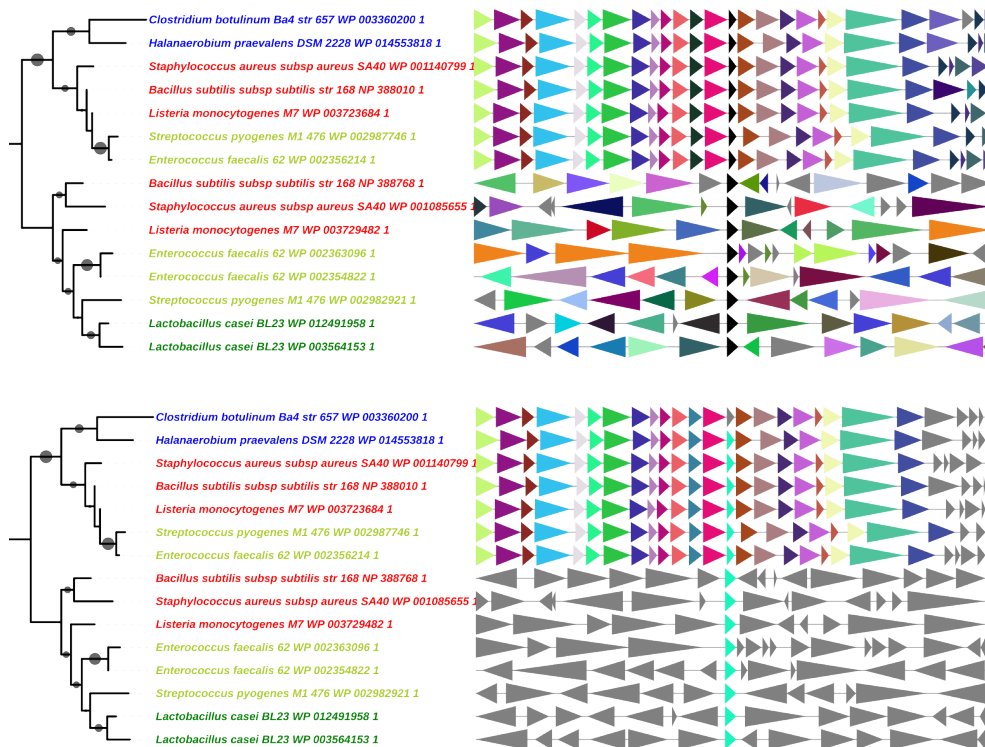 Clostridium botulinum Ba4 str 657 WP 003360200 1
Halanaerobium praevalens DSM 2228 WP 014553818 1
Staphylococcus aureus subsp aureus SA40 WP 001140799 1
Bacillus subtilis subsp subtilis str 168 NP 388010 1
Listeria monocytogenes M7 WP 003723684 1
Streptococcus pyogenes M1 476 WP 002987746 1
Enterococcus faecalis 62 WP 002356214 1
Bacillus subtilis subsp subtilis str 168 NP 388768 1
Staphylococcus aureus subsp aureus SA40 WP 001085655 1
Listeria monocytogenes M7 WP 003729482 1
Enterococcus faecalis 62 WP 002363096 1
Enterococcus faecalis 62 WP 002354822 1
Streptococcus pyogenes M1 476 WP 002982921 1
Lactobacillus casei BL23 WP 012491958 1
Lactobacillus casei BL23 WP 003564153 1
Clostridium botulinum Ba4 str 657 WP 003360200 1
Halanaerobium praevalens DSM 2228 WP 014553818 1
Staphylococcus aureus subsp aureus SA40 WP 001140799 1
Bacillus subtilis subsp subtilis str 168 NP 388010 1
Listeria monocytogenes M7 WP 003723684 1
Streptococcus pyogenes M1 476 WP 002987746 1
Enterococcus faecalis 62 WP 002356214 1
Bacillus subtilis subsp subtilis str 168 NP 388768 1
Staphylococcus aureus subsp aureus SA40 WP 001085655 1
Listeria monocytogenes M7 WP 003729482 1
Enterococcus faecalis 62 WP 002363096 1
Enterococcus faecalis 62 WP 002354822 1
Streptococcus pyogenes M1 476 WP 002982921 1
Lactobacillus casei BL23 WP 012491958 1
Lactobacillus casei BL23 WP 003564153 1